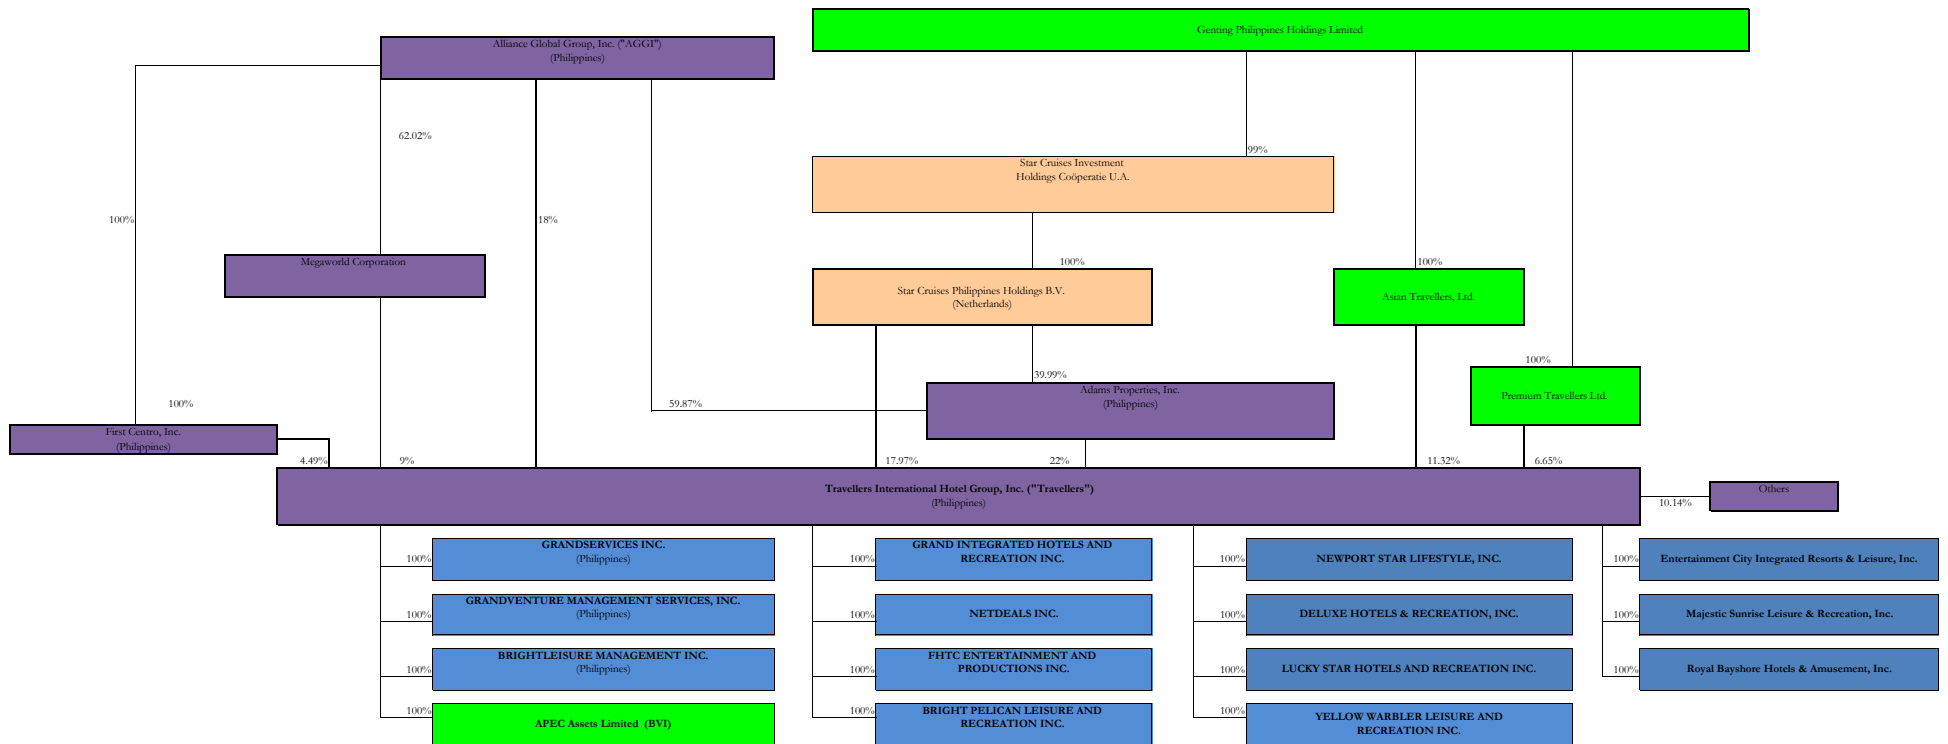 Genting Philippines Holdings Limited
Alliance Global Group, Inc. ("AGGI")
(Philippines)
62.02%
99%
Star Cruises Investment
Holdings Coöperatie U.A.
100%
18%
Megaworld Corporation
100%
100%
Star Cruises Philippines Holdings B.V.
(Netherlands)
Asian Travellers, Ltd.
100%
39.99%
Adams Properties, Inc.
(Philippines)
Premium Travellers Ltd.
100%
59.87%
First Centro, Inc.
(Philippines)
4.49%
9%
17.97%
22%
11.32%
6.65%
Travellers International Hotel Group, Inc. ("Travellers")
(Philippines)
Others
10.14%
GRANDSERVICES INC.
(Philippines)
100%
GRANDVENTURE MANAGEMENT SERVICES, INC.
(Philippines)
100%
BRIGHTLEISURE MANAGEMENT INC.
(Philippines)
100%
APEC Assets Limited (BVI)
100%
GRAND INTEGRATED HOTELS AND
RECREATION INC.
100%
NETDEALS INC.
100%
FHTC ENTERTAINMENT AND
PRODUCTIONS INC.
100%
BRIGHT PELICAN LEISURE AND
RECREATION INC.
100%
NEWPORT STAR LIFESTYLE, INC.
100%
DELUXE HOTELS & RECREATION, INC.
100%
LUCKY STAR HOTELS AND RECREATION INC.
100%
YELLOW WARBLER LEISURE AND
RECREATION INC.
100%
Entertainment City Integrated Resorts & Leisure, Inc.
100%
Majestic Sunrise Leisure & Recreation, Inc.
100%
Royal Bayshore Hotels & Amusement, Inc.
100%